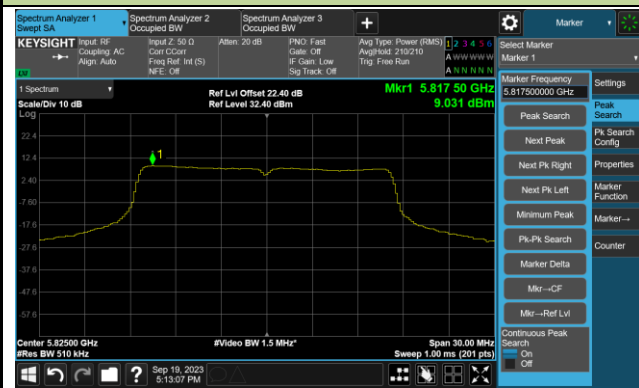 Spectrum Analyzer 1
Swept SA
Spectrum Analyzer 2
Occupied BW
Spectrum Analyzer 3
Occupied BW
Marker
KEYSIGHT
Input: RF
Coupling: AC
Align: Auto
Input Z: 50 Ω
Corr CCorr
Freq Ref: Int (S)
NFE: Off
Atten: 20 dB
PNO: Fast
Gate: Off
IF Gain: Low
Sig Track: Off
Avg Type: Power (RMS)
Avg|Hold: 210/210
Trig: Free Run
1 2 3 4 5 6
A W W W W W
A N N N N N
Select Marker
Marker 1
1 Spectrum
Scale/Div 10 dB
Log
Ref Lvl Offset 22.40 dB
Ref Level 32.40 dBm
Mkr1 5.817 50 GHz
9.031 dBm
22.4
12.4
2.40
-7.60
-17.6
-27.6
-37.6
-47.6
-57.6
1
Center 5.82500 GHz
#Res BW 510 kHz
#Video BW 1.5 MHz*
Span 30.00 MHz
Sweep 1.00 ms (201 pts)
Marker Frequency
5.817500000 GHz
Peak Search
Next Peak
Next Pk Right
Next Pk Left
Minimum Peak
Pk-Pk Search
Marker Delta
Mkr→CF
Mkr→Ref Lvl
Continuous Peak
Search
On
Off
Settings
Peak
Search
Pk Search
Config
Properties
Marker
Function
Marker→
Counter
?
Sep 19, 2023
5:13:07 PM